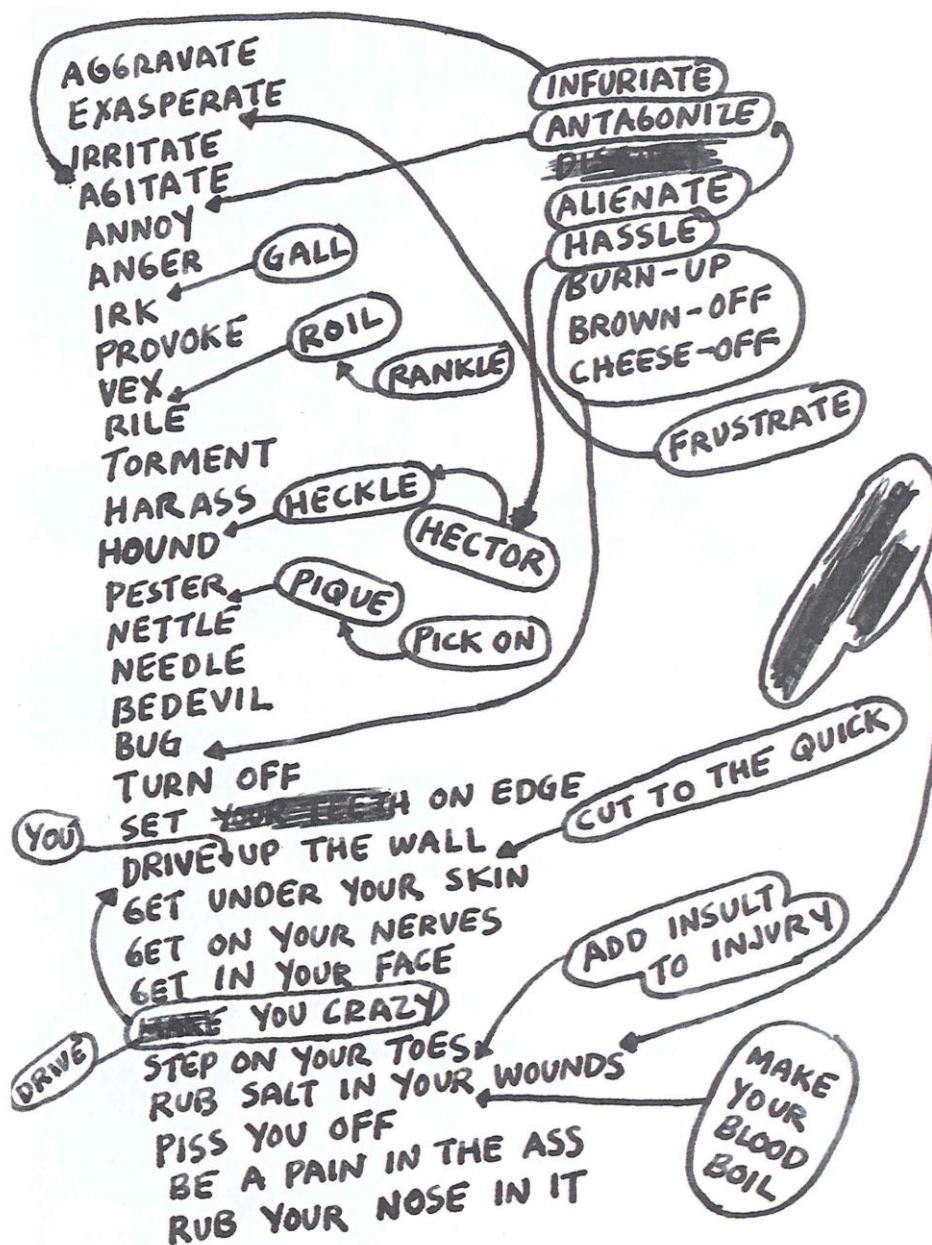 AGGRAVATE
EXASPERATE
IRRITATE
AGITATE
ANNOY
ANGER
IRK
PROVOKE
VEX
RILE
TORMENT
HARASS
HOUND
PESTER
NETTLE
NEEDLE
BEDEVIL
BUG
TURN OFF
SET ON EDGE
DRIVE UP THE WALL
GET UNDER YOUR SKIN
GET ON YOUR NERVES
GET IN YOUR FACE
YOU CRAZY
STEP ON YOUR TOES
RUB SALT IN YOUR WOUNDS
PISS YOU OFF
BE A PAIN IN THE ASS
RUB YOUR NOSE IN IT
YOU
DRIVE
GALL
ROIL
RANKLE
HECKLE
HECTOR
PIQUE
PICK ON
INFURIATE
ANTAGONIZE
ALIENATE
HASSLE
BURN-UP
BROWN-OFF
CHEESE-OFF
FRUSTRATE
CUT TO THE QUICK
ADD INSULT
TO INJURY
MAKE
YOUR
BLOOD
BOIL